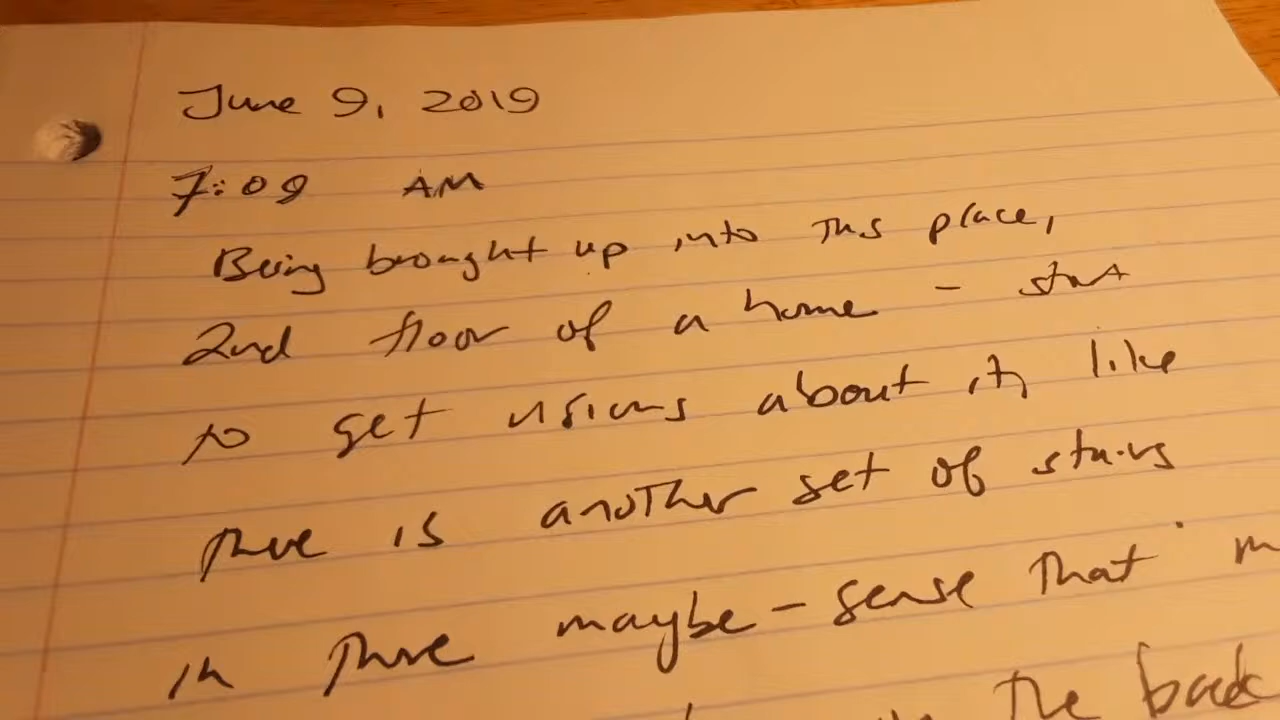 June 9, 2019
7:09 AM
Being brought up into This place,
2nd floor of a home - start
to get visions about it, like
there is another set of stairs
in there maybe - sense That
The back